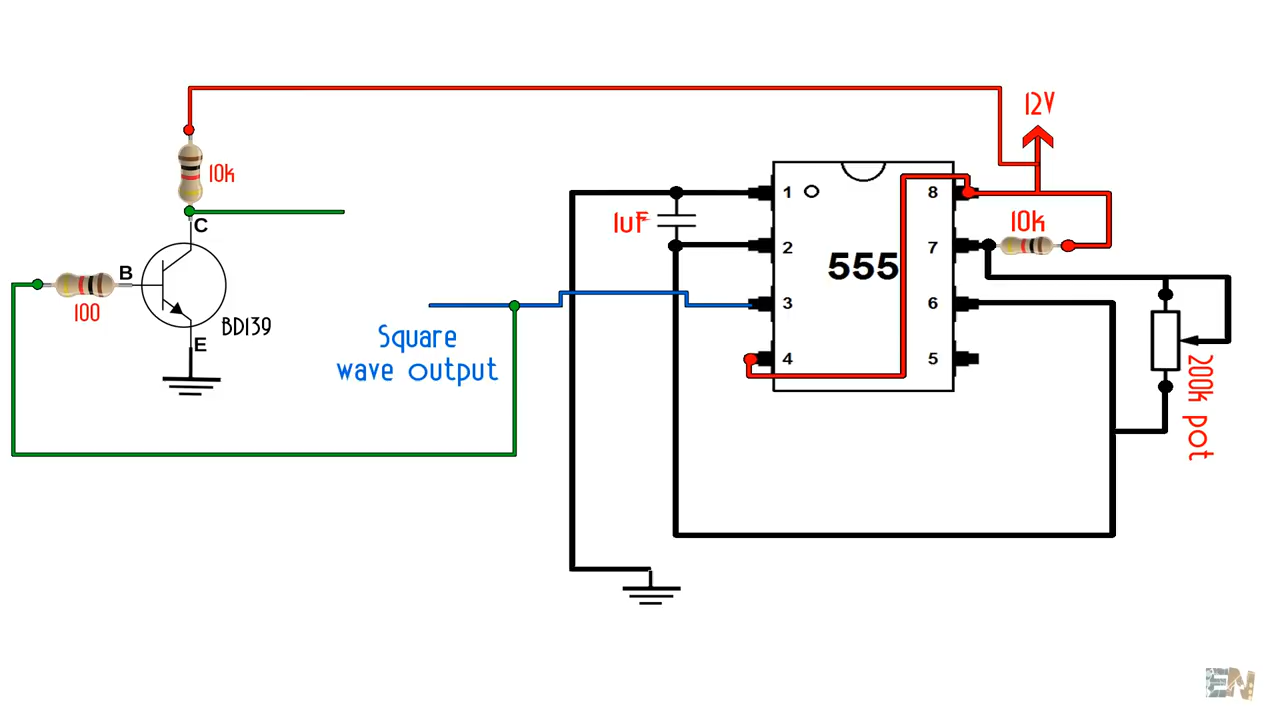 12V
10k
C
B
100
BD139
E
Square
wave output
1uF
1
2
3
4
555
8
7
6
5
10k
200k pot
EN